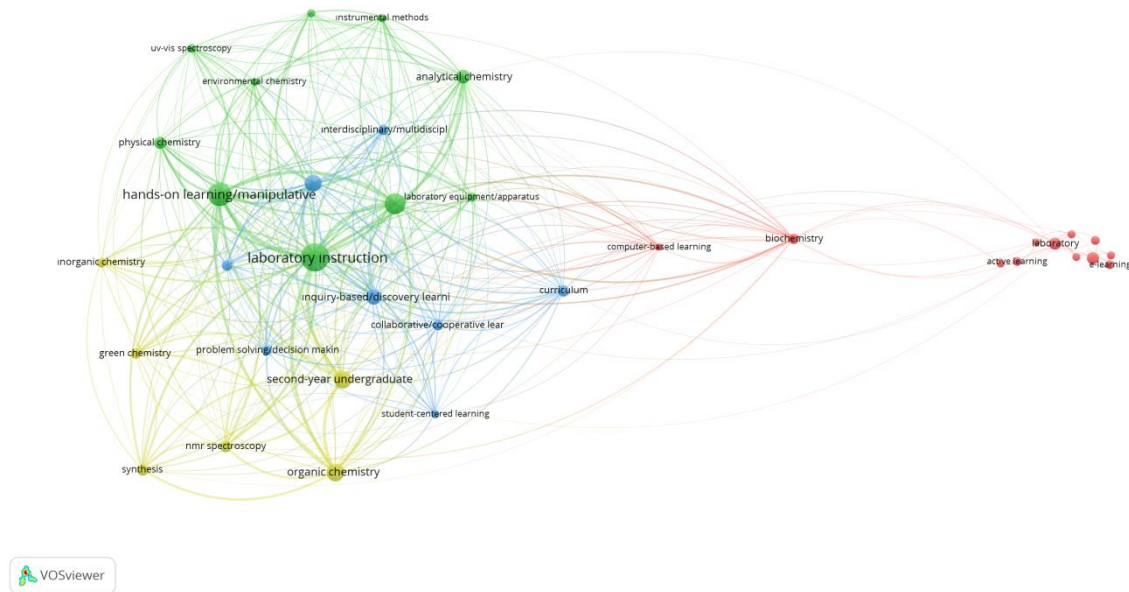 instrumental methods
uv-vis spectroscopy
analytical chemistry
environmental chemistry
interdisciplinary/multidiscipl
physical chemistry
hands-on learning/manipulative
laboratory equipment/apparatus
biochemistry
computer-based learning
laboratory
laboratory instruction
inorganic chemistry
active learning
e-learning
curriculum
inquiry-based/discovery learni
collaborative/cooperative lear
problem solving/decision makin
green chemistry
second-year undergraduate
student-centered learning
nmr spectroscopy
synthesis
organic chemistry
VOSviewer